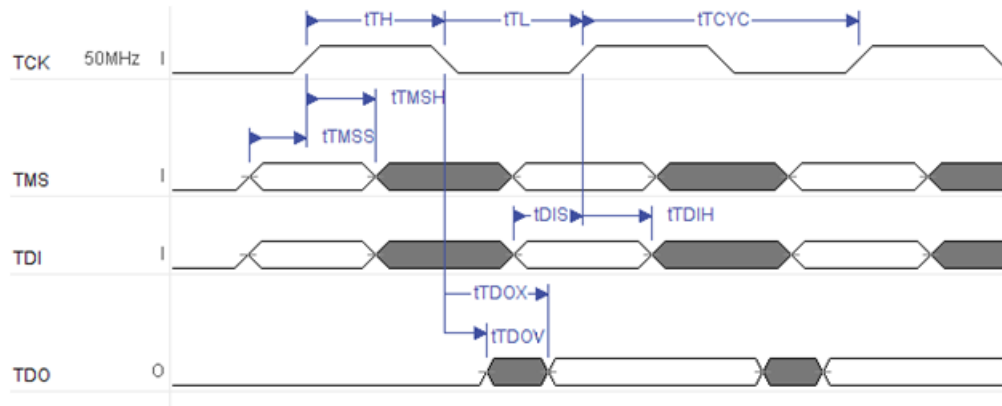 tTH tTL tTCYC
TCK 50MHz I
tTMSH
tTMSS
TMS I
tDIS tTDIH
TDI I
tTDOX
tTDOV
TDO O